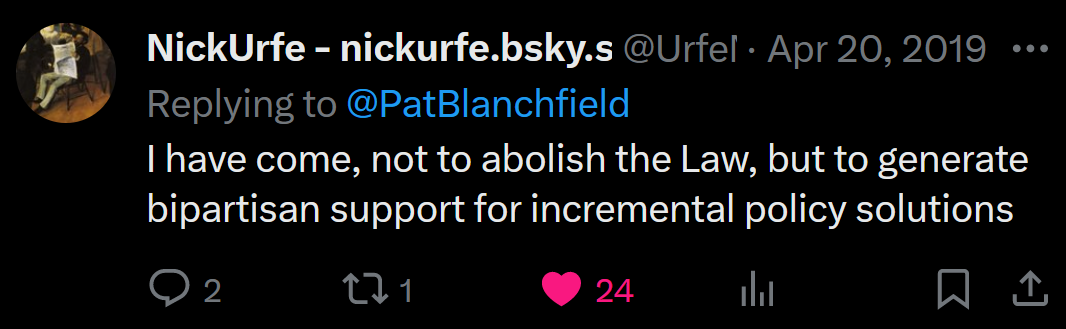 NickUrfe - nickurfe.bsky.s @Urfe · Apr 20, 2019
Replying to @PatBlanchfield
I have come, not to abolish the Law, but to generate
bipartisan support for incremental policy solutions
2 1 24